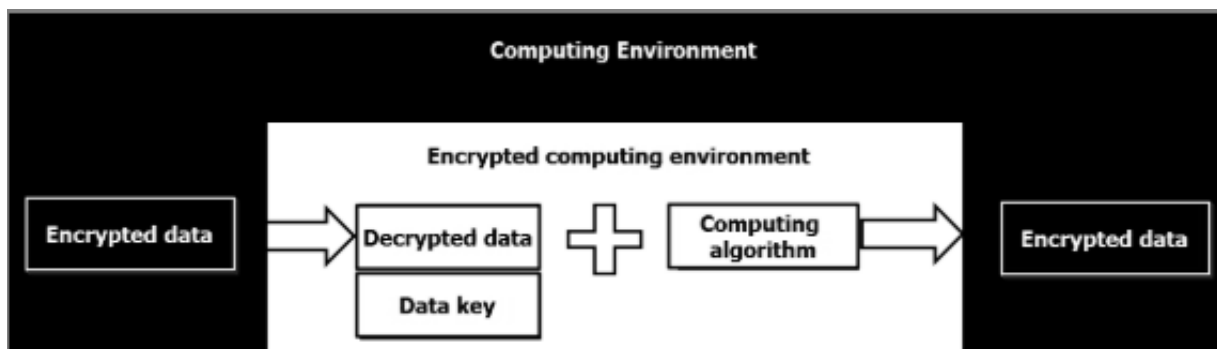 Computing Environment
Encrypted computing environment
Encrypted data
Decrypted data
Data key
Computing
algorithm
Encrypted data